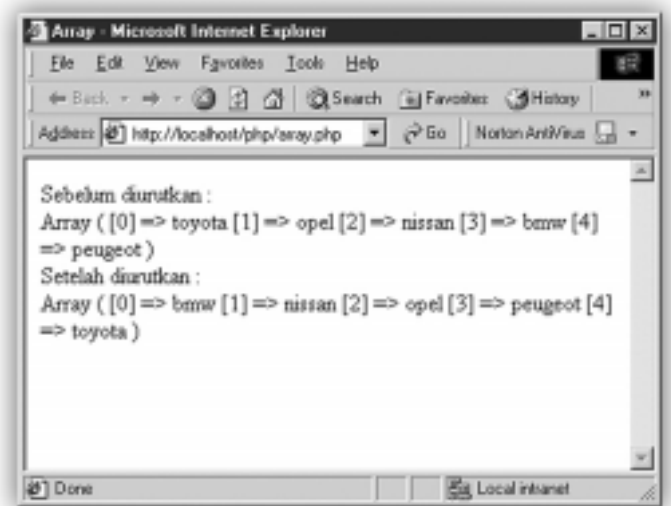 Array - Microsoft Internet Explorer
File Edit View Favorites Tools Help
Back Search Favorites History »
Address http://localhost/php/array.php Go Norton AntiVirus
Sebelum diurutkan :
Array ( [0] => toyota [1] => opel [2] => nissan [3] => bmw [4]
=> peugeot )
Setelah diurutkan :
Array ( [0] => bmw [1] => nissan [2] => opel [3] => peugeot [4]
=> toyota )
Done Local intranet